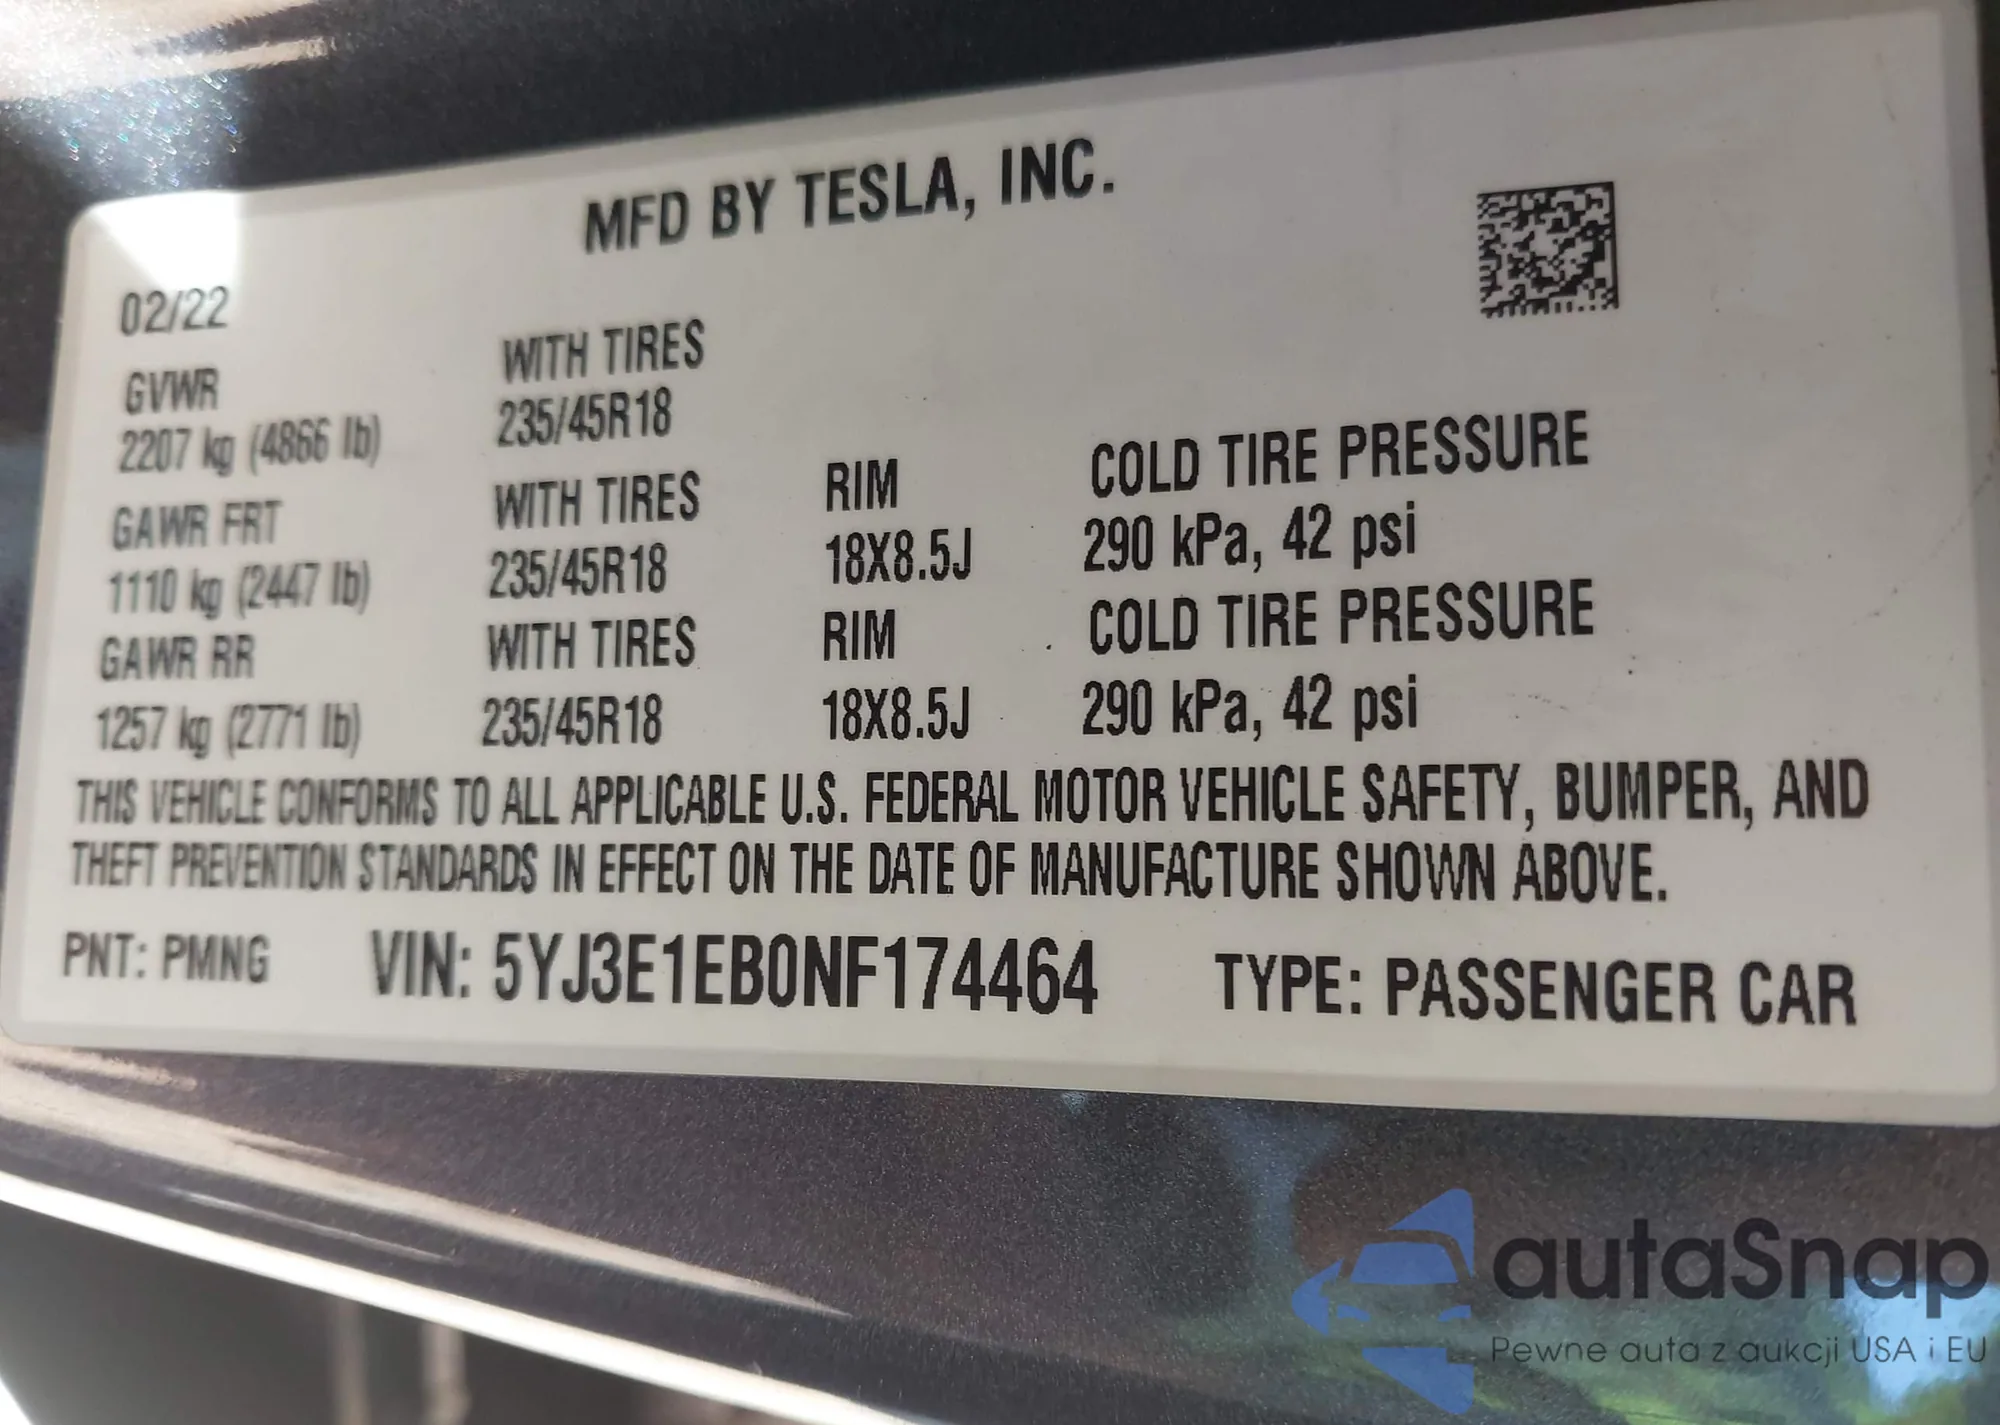 MFD BY TESLA, INC.
02/22
GVWR WITH TIRES
2207 kg (4866 lb) 235/45R18
GAWR FRT WITH TIRES RIM COLD TIRE PRESSURE
1110 kg (2447 lb) 235/45R18 18X8.5J 290 kPa, 42 psi
GAWR RR WITH TIRES RIM COLD TIRE PRESSURE
1257 kg (2771 lb) 235/45R18 18X8.5J 290 kPa, 42 psi
THIS VEHICLE CONFORMS TO ALL APPLICABLE U.S. FEDERAL MOTOR VEHICLE SAFETY, BUMPER, AND
THEFT PREVENTION STANDARDS IN EFFECT ON THE DATE OF MANUFACTURE SHOWN ABOVE.
PNT: PMNG VIN: 5YJ3E1EB0NF174464 TYPE: PASSENGER CAR
autaSnap
Pewne auta z aukcji USA i EU